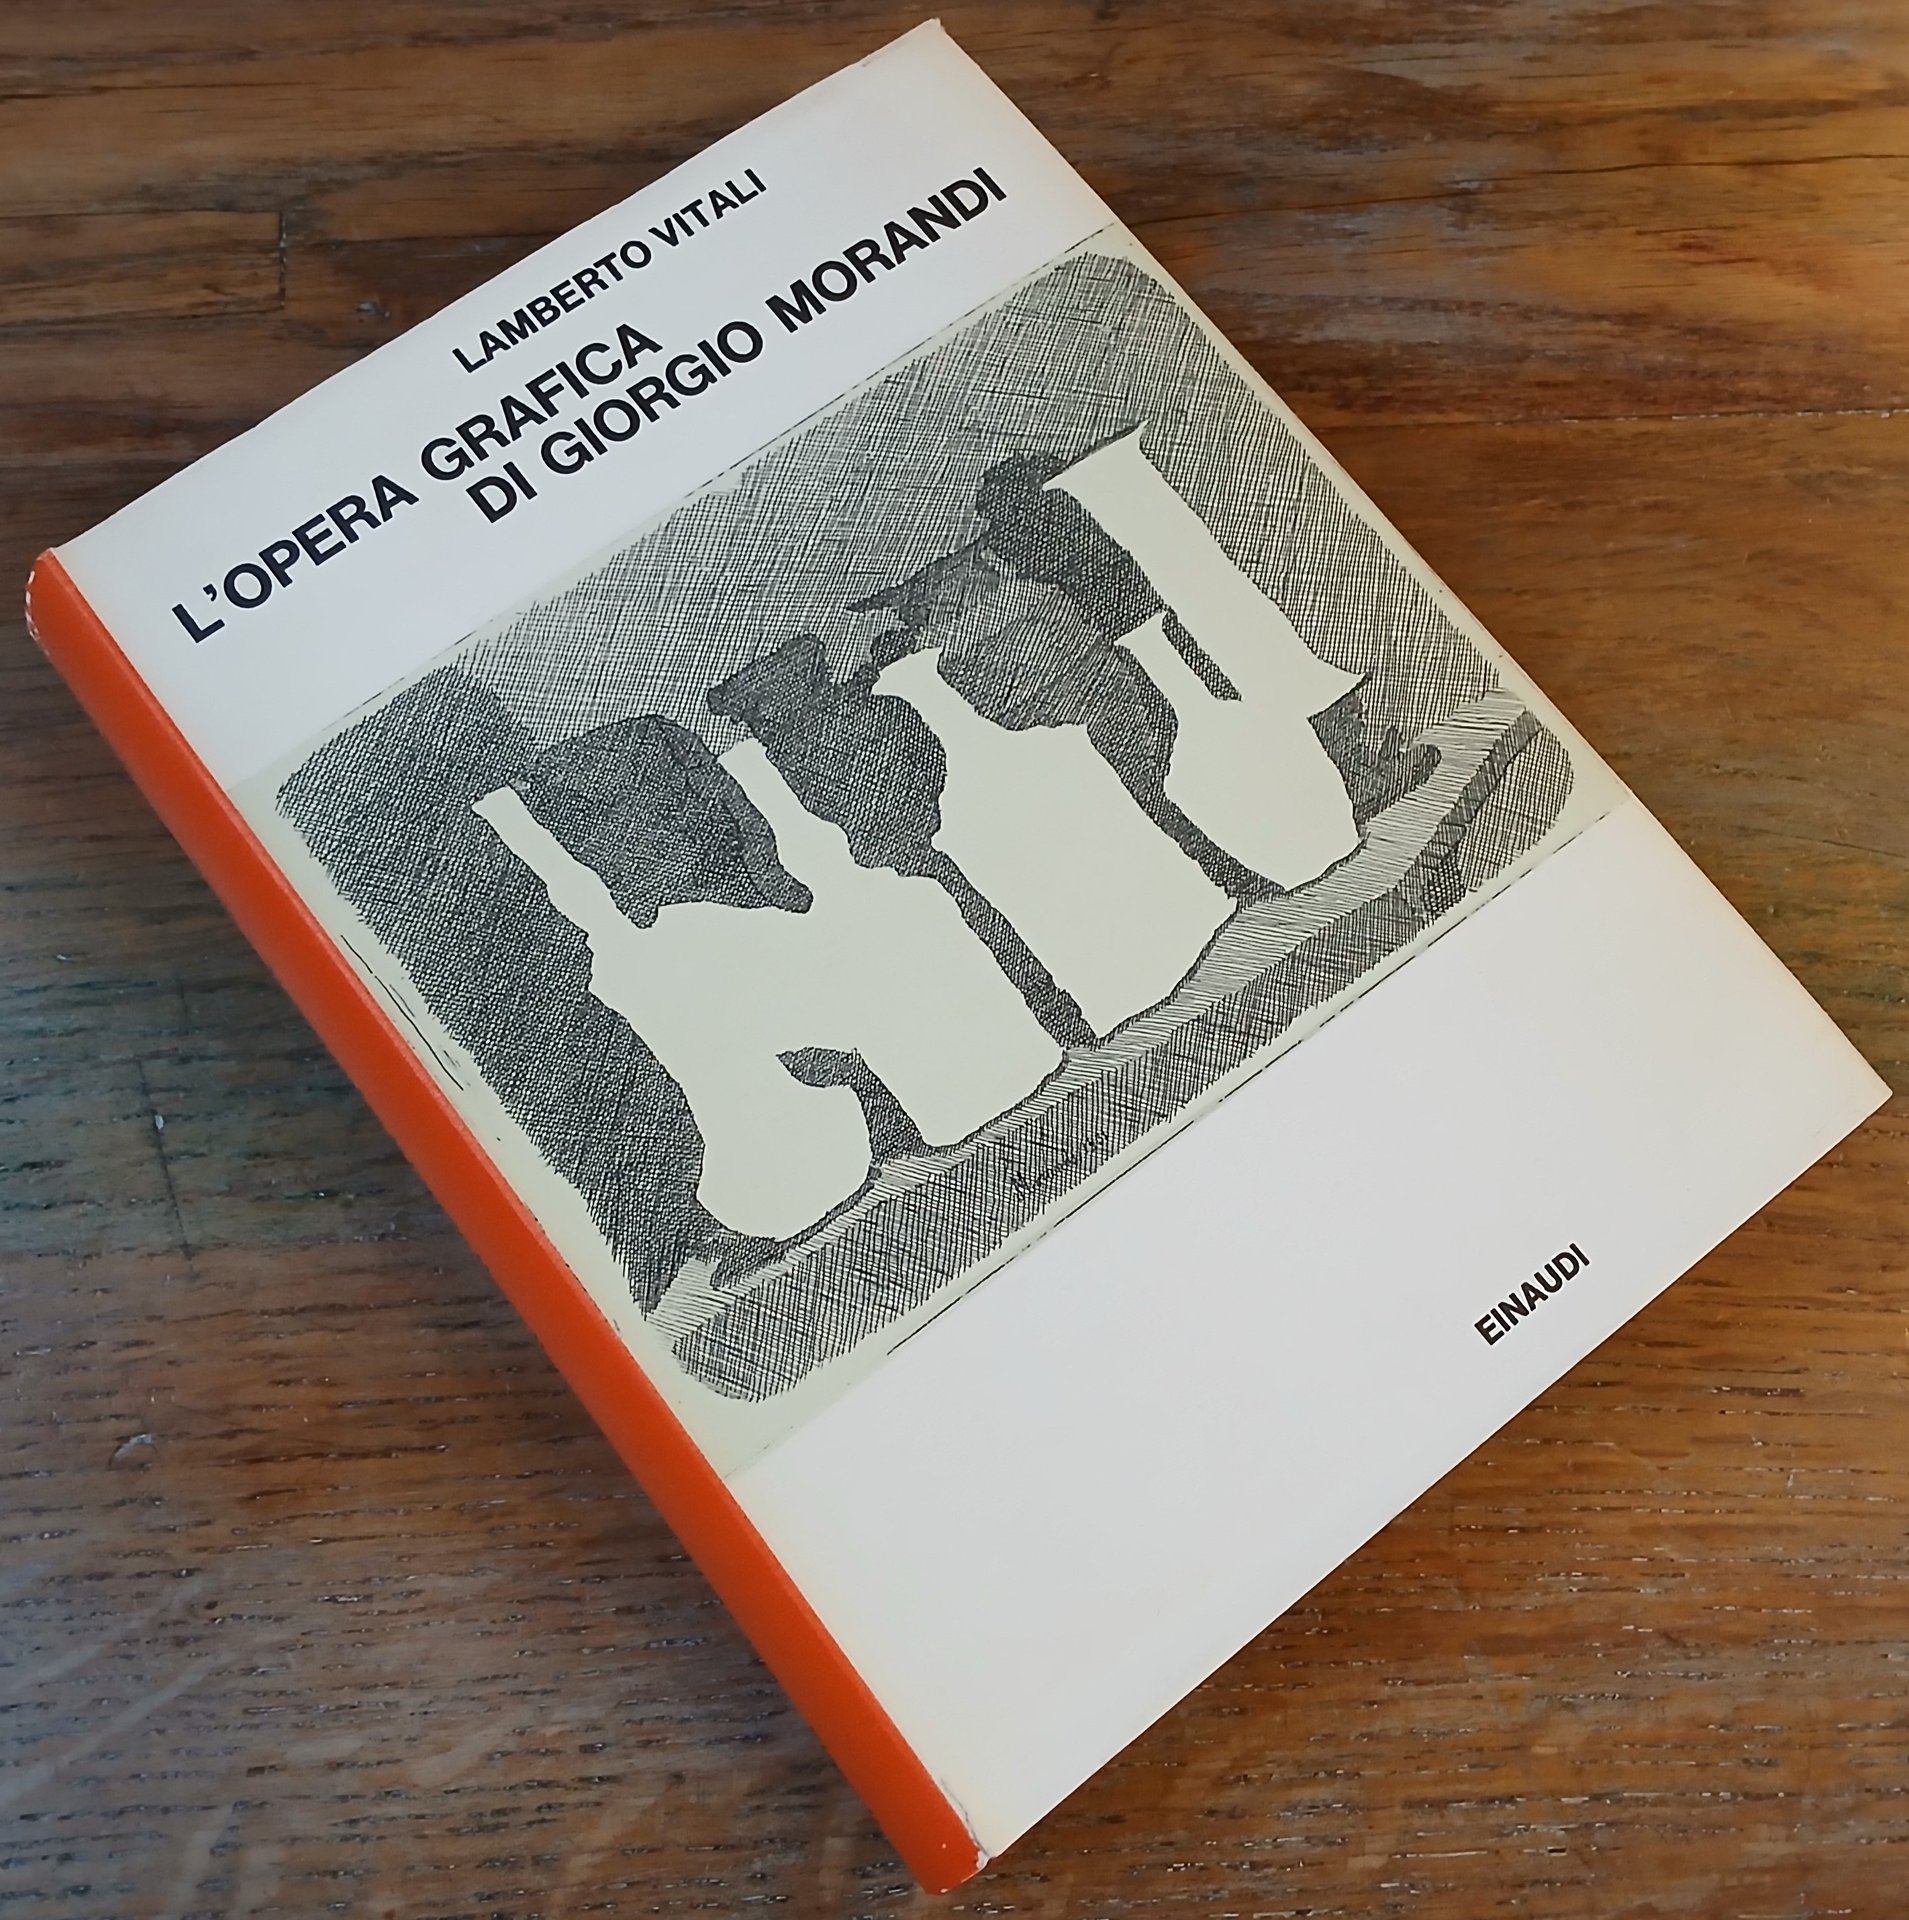 LAMBERTO VITALI
L'OPERA GRAFICA
DI GIORGIO MORANDI
EINAUDI